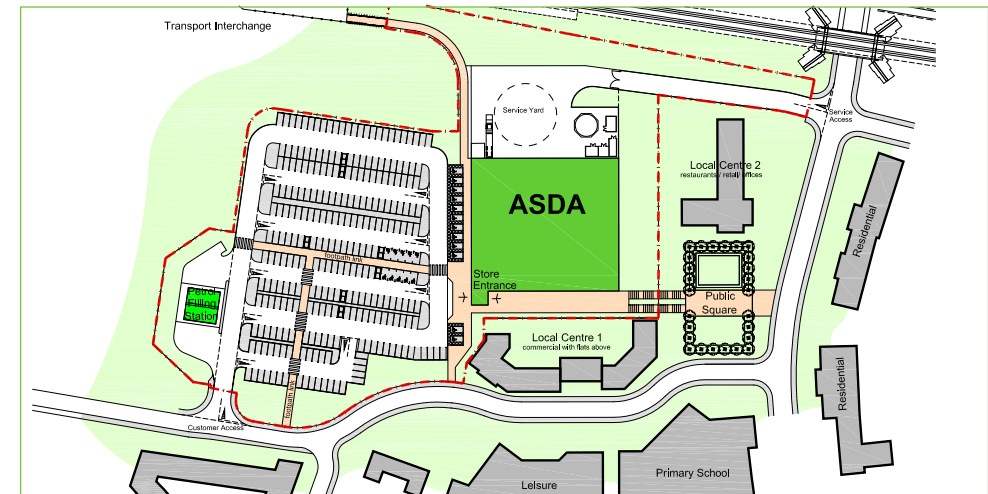 Transport Interchange
Service Yard
Service
Access
Local Centre 2
restaurants / retail / offices
ASDA
Residential
footpath link
Store
Entrance
Petrol
Filling
Station
Public
Square
Local Centre 1
commercial with flats above
Residential
footpath link
Customer Access
Leisure
Primary School